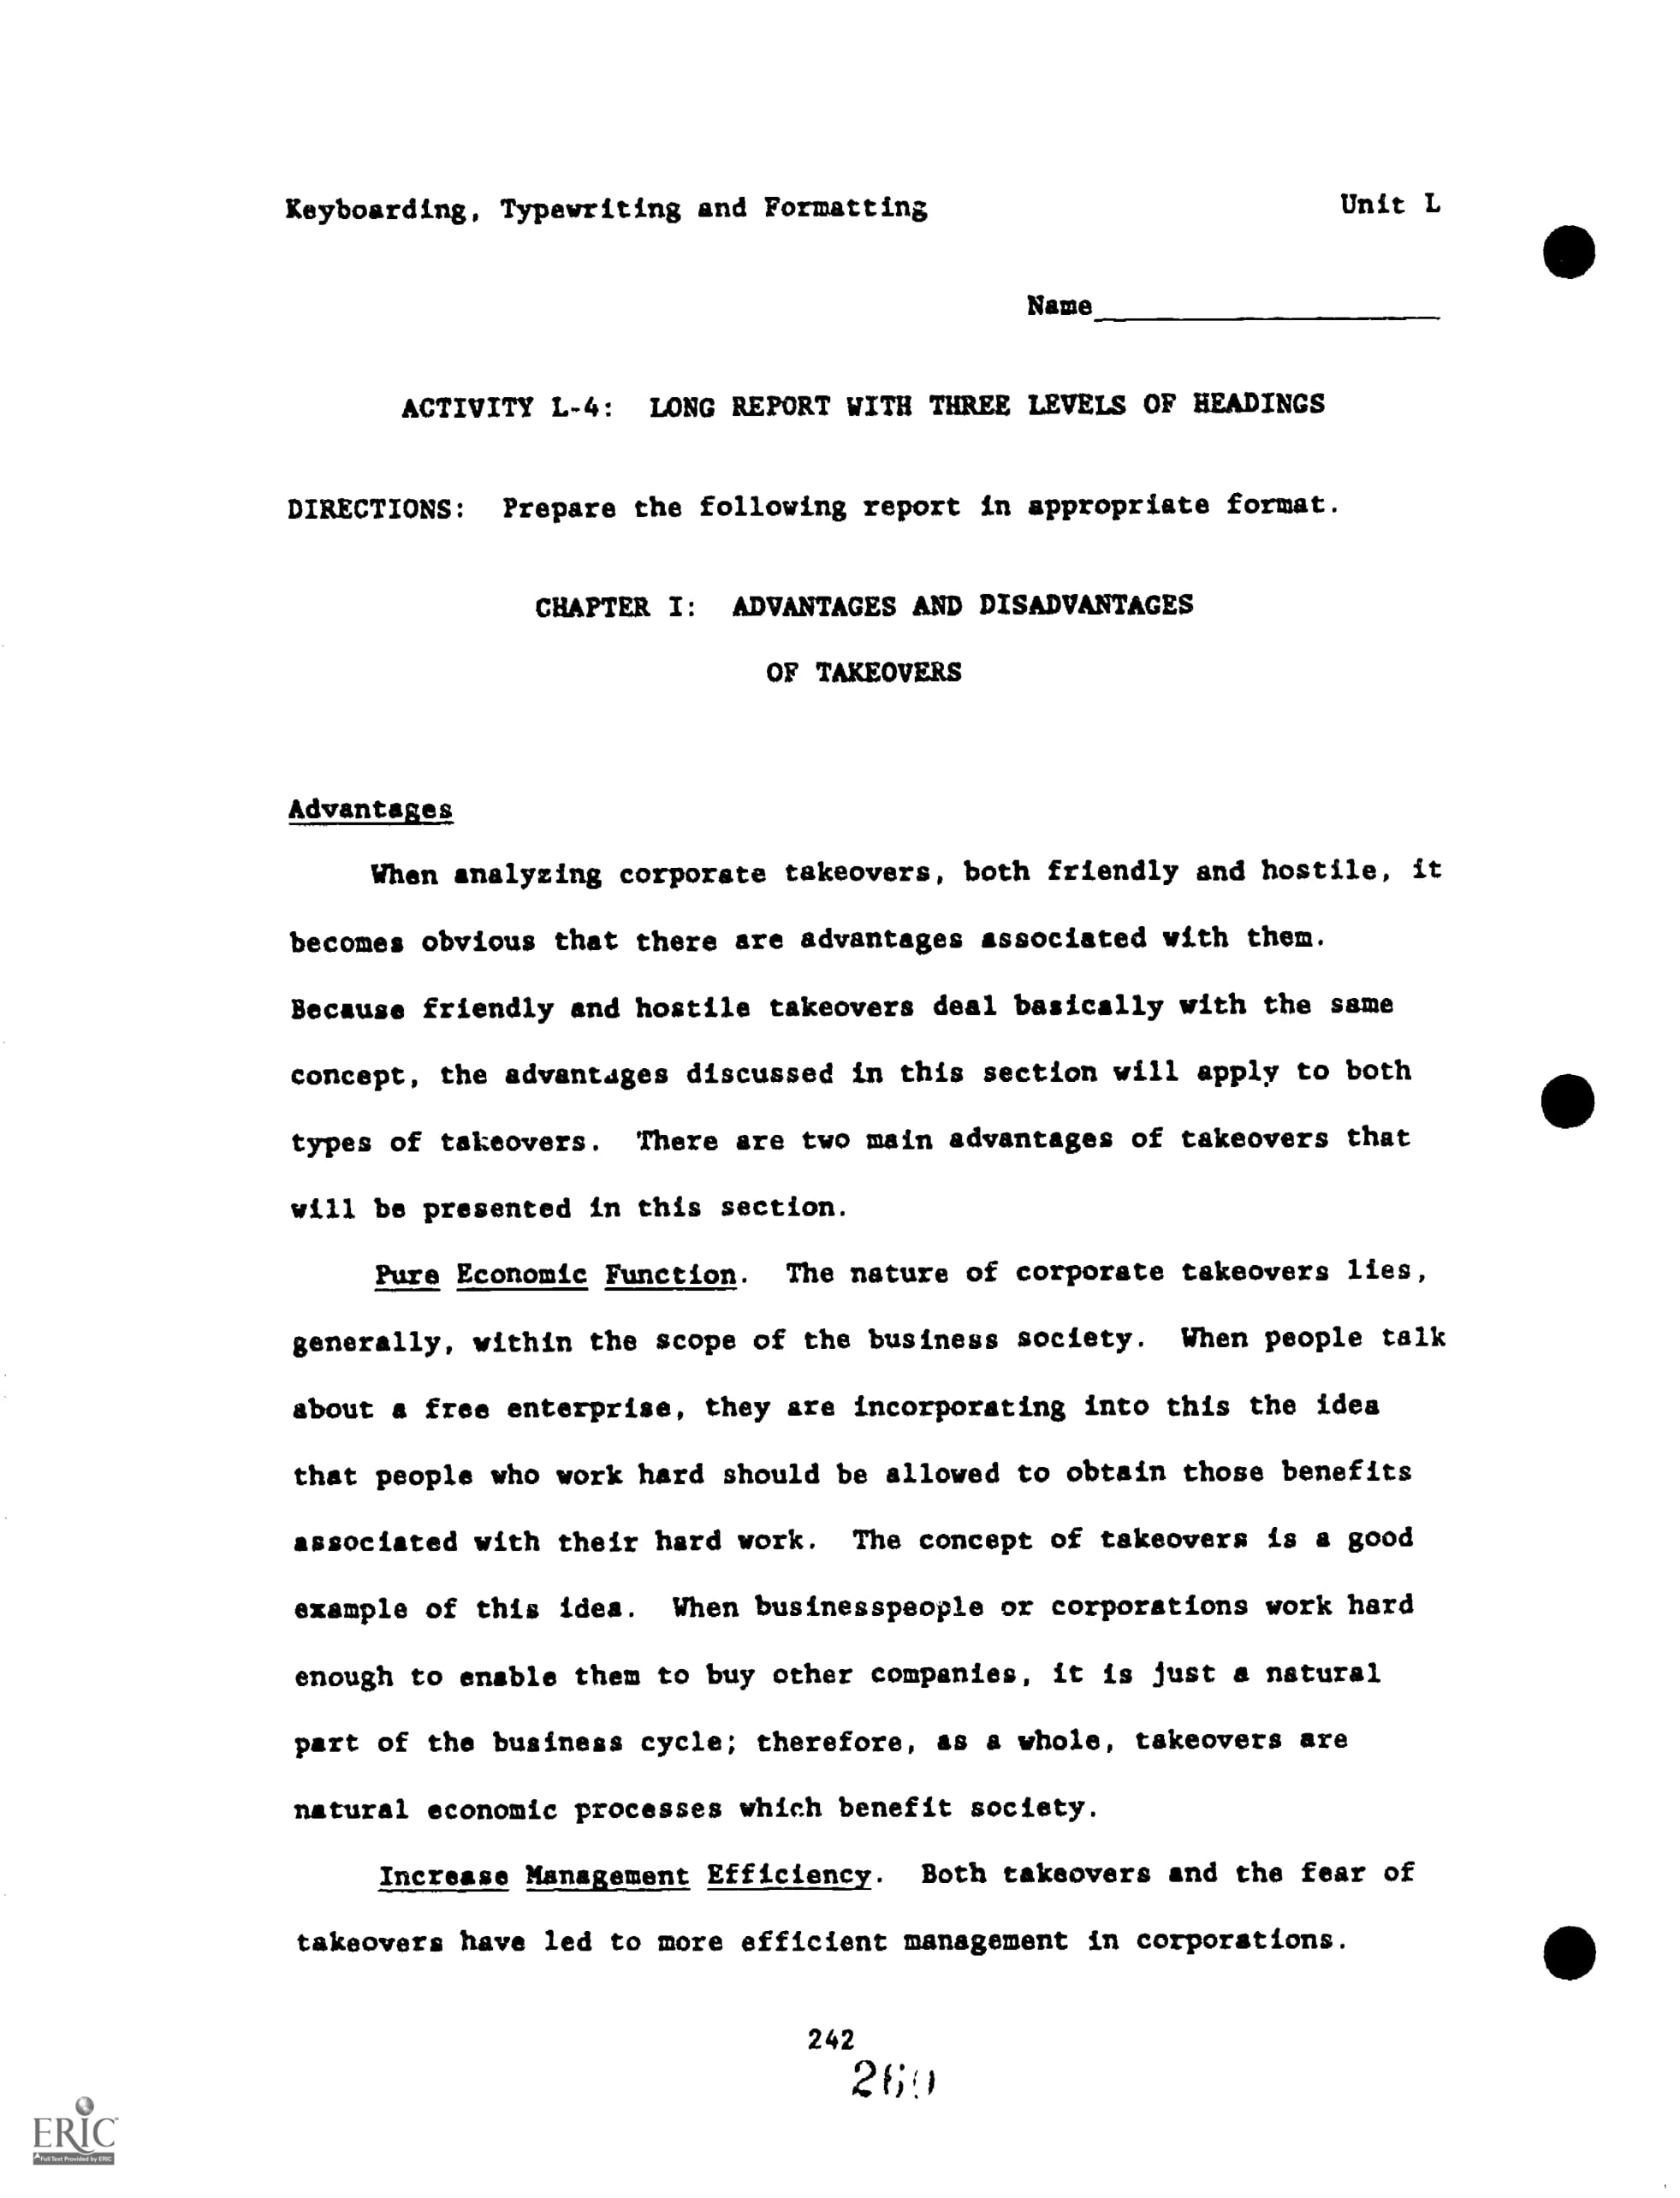 Keyboarding, Typewriting and Formatting Unit L
Name
ACTIVITY L-4: LONG REPORT WITH THREE LEVELS OF HEADINGS
DIRECTIONS: Prepare the following report in appropriate format.
CHAPTER I: ADVANTAGES AND DISADVANTAGES
OF TAKEOVERS
Advantages
When analyzing corporate takeovers, both friendly and hostile, it
becomes obvious that there are advantages associated with them.
Because friendly and hostile takeovers deal basically with the same
concept, the advantages discussed in this section will apply to both
types of takeovers. There are two main advantages of takeovers that
will be presented in this section.
Pure Economic Function. The nature of corporate takeovers lies,
generally, within the scope of the business society. When people talk
about a free enterprise, they are incorporating into this the idea
that people who work hard should be allowed to obtain those benefits
associated with their hard work. The concept of takeovers is a good
example of this idea. When businesspeople or corporations work hard
enough to enable them to buy other companies, it is just a natural
part of the business cycle; therefore, as a whole, takeovers are
natural economic processes which benefit society.
Increase Management Efficiency. Both takeovers and the fear of
takeovers have led to more efficient management in corporations.
242
260
ERIC
Full Text Provided by ERIC